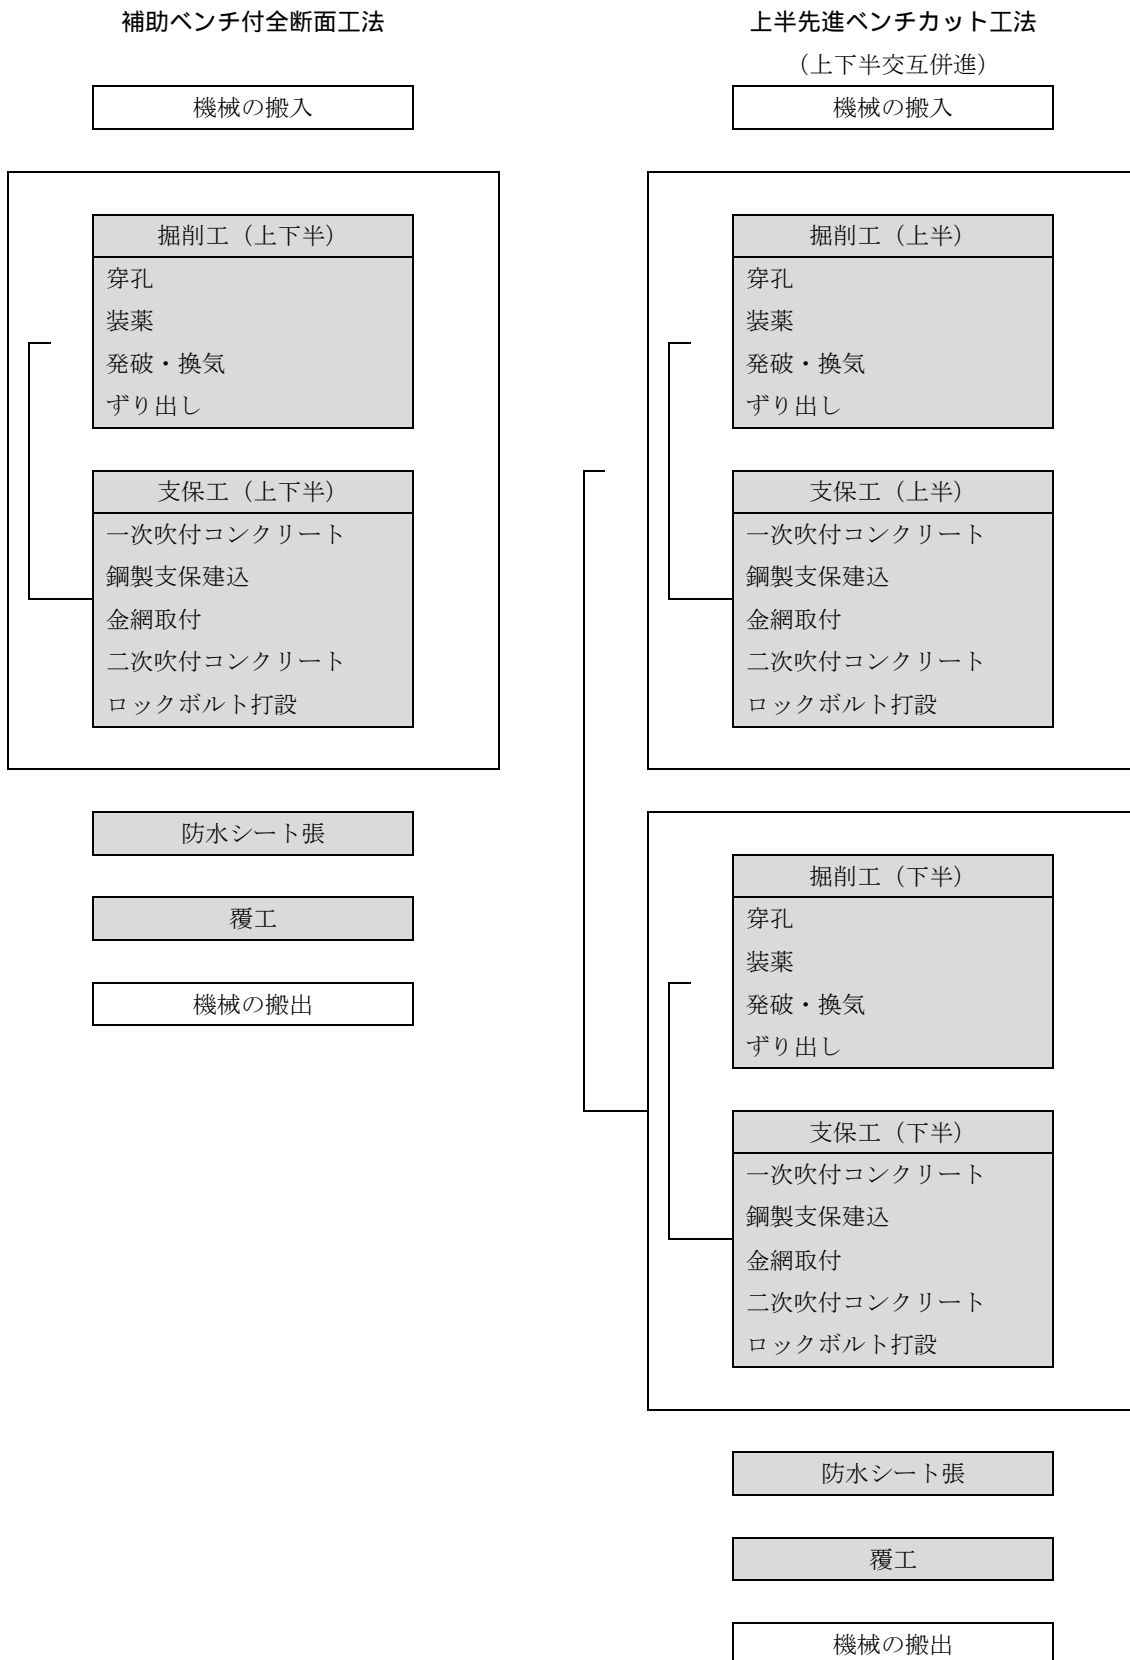 補助ベンチ付全断面工法
機械の搬入
掘削工（上下半）
穿孔
装薬
発破・換気
ずり出し
支保工（上下半）
一次吹付コンクリート
鋼製支保建込
金網取付
二次吹付コンクリート
ロックボルト打設
防水シート張
覆工
機械の搬出
上半先進ベンチカット工法
（上下半交互併進）
機械の搬入
掘削工（上半）
穿孔
装薬
発破・換気
ずり出し
支保工（上半）
一次吹付コンクリート
鋼製支保建込
金網取付
二次吹付コンクリート
ロックボルト打設
掘削工（下半）
穿孔
装薬
発破・換気
ずり出し
支保工（下半）
一次吹付コンクリート
鋼製支保建込
金網取付
二次吹付コンクリート
ロックボルト打設
防水シート張
覆工
機械の搬出